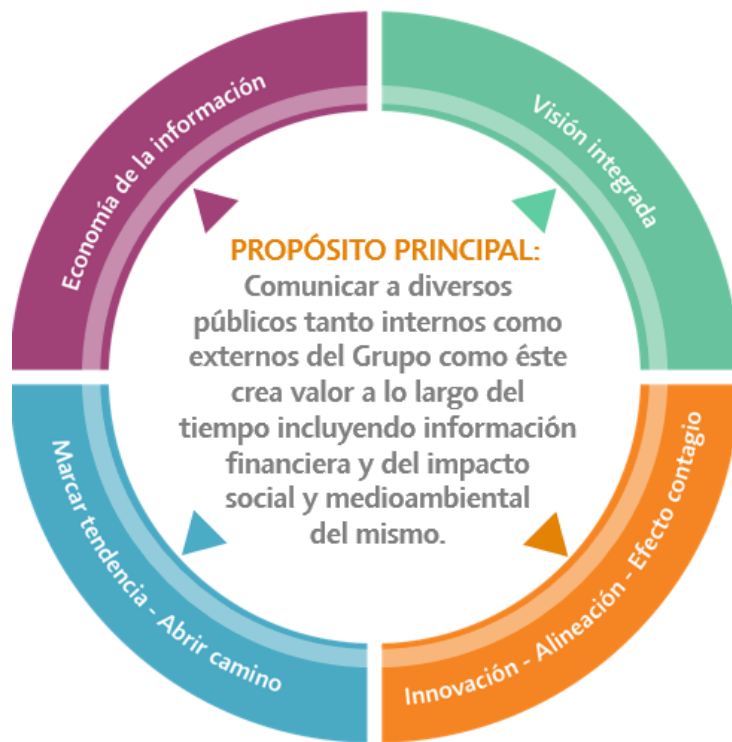 Economía de la información
Visión integrada
PROPÓSITO PRINCIPAL:
Comunicar a diversos
públicos tanto internos como
externos del Grupo como éste
crea valor a lo largo del
tiempo incluyendo información
financiera y del impacto
social y medioambiental
del mismo.
Marcar tendencia - Abrir camino
Innovación - Alineación - Efecto contagio